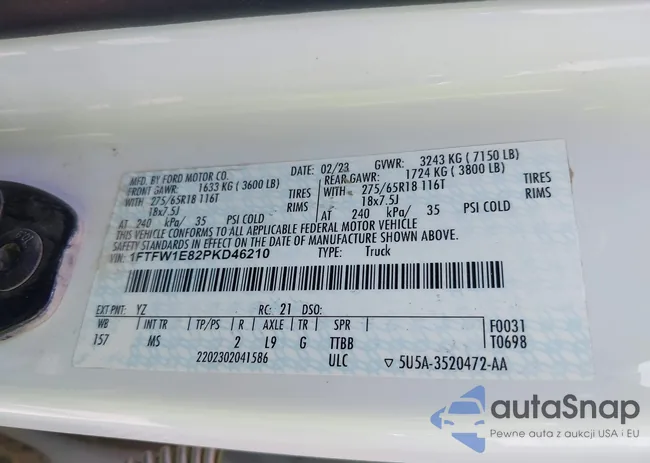 MFD. BY FORD MOTOR CO.
DATE: 02/23 GVWR: 3243 KG ( 7150 LB)
FRONT GAWR: 1633 KG ( 3600 LB) REAR GAWR: 1724 KG ( 3800 LB)
WITH 275/65R18 116T TIRES WITH 275/65R18 116T TIRES
18x7.5J RIMS 18x7.5J RIMS
AT 240 kPa/ 35 PSI COLD AT 240 kPa/ 35 PSI COLD
THIS VEHICLE CONFORMS TO ALL APPLICABLE FEDERAL MOTOR VEHICLE
SAFETY STANDARDS IN EFFECT ON THE DATE OF MANUFACTURE SHOWN ABOVE.
VIN: 1FTFW1E82PKD46210 TYPE: Truck
EXT PNT: YZ RC: 21 DSO:
WB INT TR TP/PS R AXLE TR SPR F0031
157 MS 2 L9 G TTBB T0698
2202302041586 ULC ▽ 5U5A-3520472-AA
autaSnap
Pewne auta z aukcji USA i EU